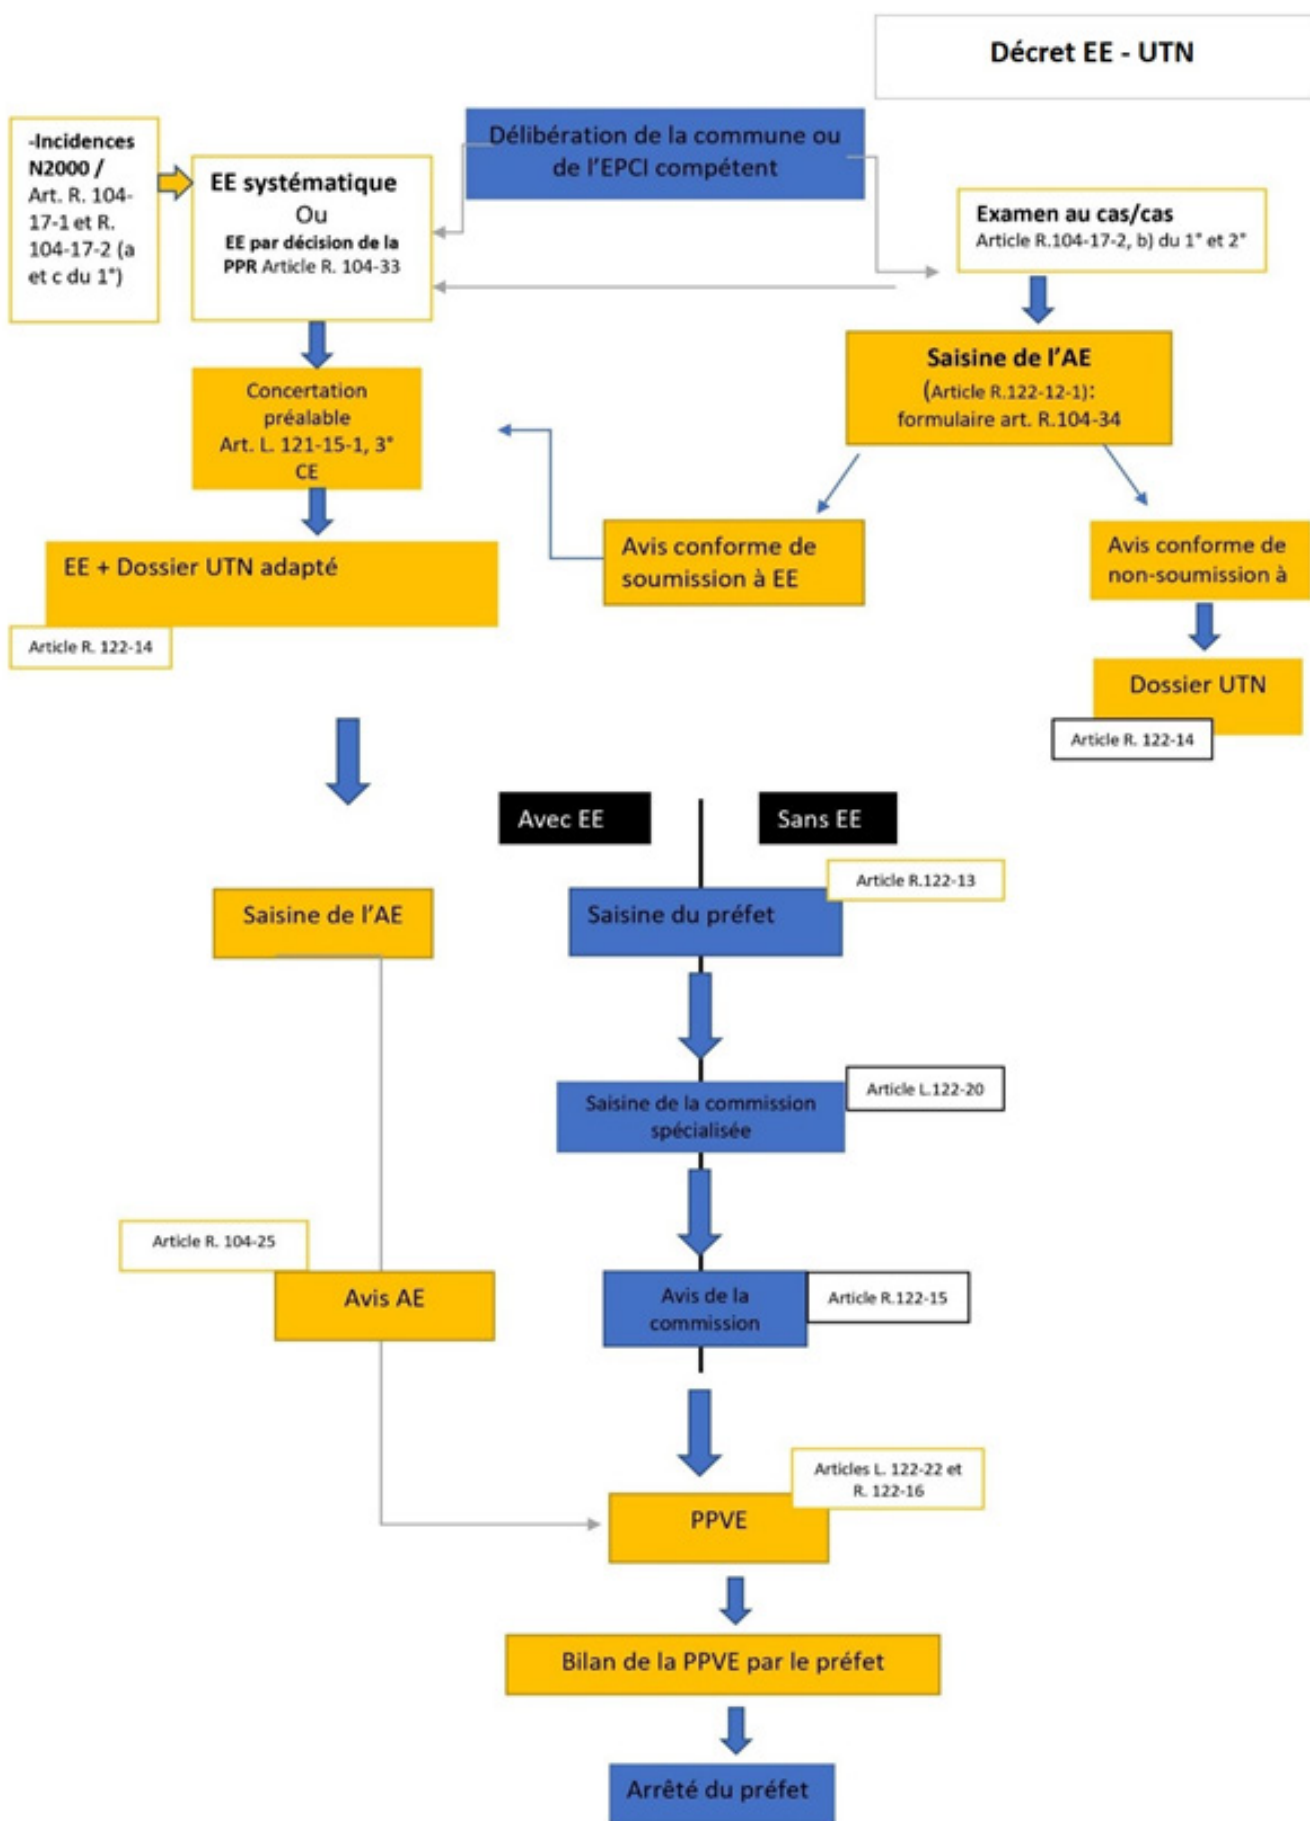 Décret EE - UTN
-Incidences
N2000 /
Art. R. 104-
17-1 et R.
104-17-2 (a
et c du 1°)
EE systématique
Ou
EE par décision de la
PPR Article R. 104-33
Délibération de la commune ou
de l'EPCI compétent
Examen au cas/cas
Article R.104-17-2, b) du 1° et 2°
Concertation
préalable
Art. L. 121-15-1, 3°
CE
Saisine de l'AE
(Article R.122-12-1):
formulaire art. R.104-34
EE + Dossier UTN adapté
Article R. 122-14
Avis conforme de
soumission à EE
Avis conforme de
non-soumission à
Dossier UTN
Article R. 122-14
Avec EE
Sans EE
Article R.122-13
Saisine de l'AE
Saisine du préfet
Article L.122-20
Saisine de la commission
spécialisée
Article R. 104-25
Avis AE
Avis de la
commission
Article R.122-15
Articles L. 122-22 et
R. 122-16
PPVE
Bilan de la PPVE par le préfet
Arrêté du préfet